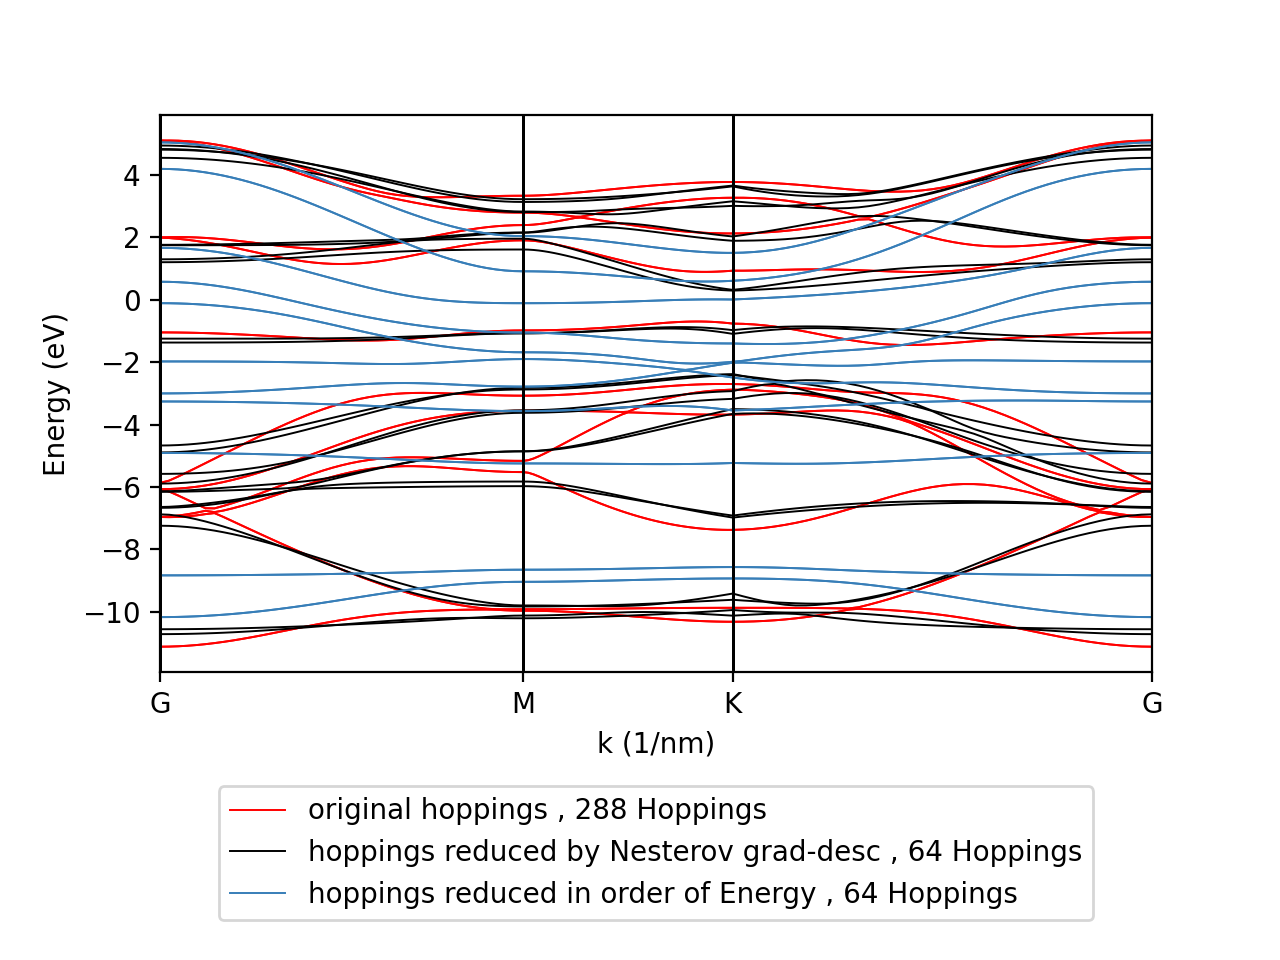 4
2
0
−2
−4
−6
−8
−10
Energy (eV)
G M K G
k (1/nm)
original hoppings , 288 Hoppings
hoppings reduced by Nesterov grad-desc , 64 Hoppings
hoppings reduced in order of Energy , 64 Hoppings